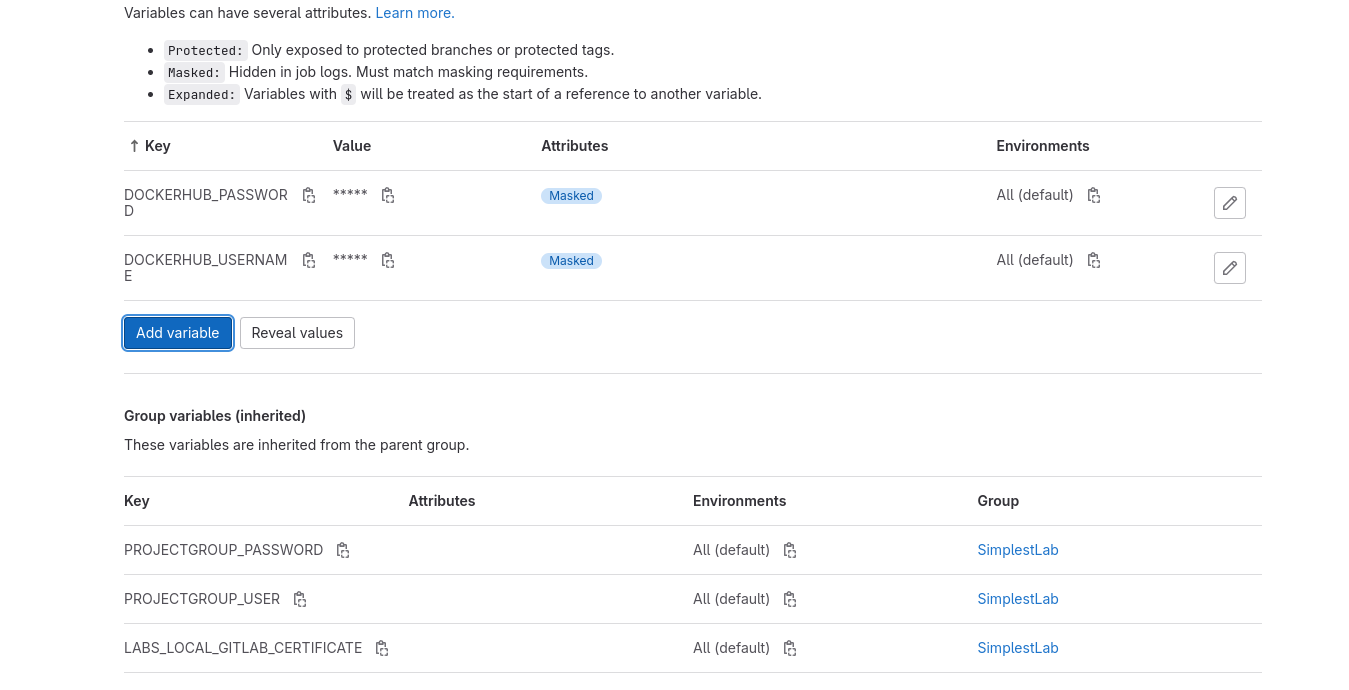 Variables can have several attributes. Learn more.
Protected: Only exposed to protected branches or protected tags.
Masked: Hidden in job logs. Must match masking requirements.
Expanded: Variables with $ will be treated as the start of a reference to another variable.
↑ Key Value Attributes Environments
DOCKERHUB_PASSWOR ***** Masked All (default)
D
DOCKERHUB_USERNAM ***** Masked All (default)
E
Add variable Reveal values
Group variables (inherited)
These variables are inherited from the parent group.
Key Attributes Environments Group
PROJECTGROUP_PASSWORD All (default) SimplestLab
PROJECTGROUP_USER All (default) SimplestLab
LABS_LOCAL_GITLAB_CERTIFICATE All (default) SimplestLab